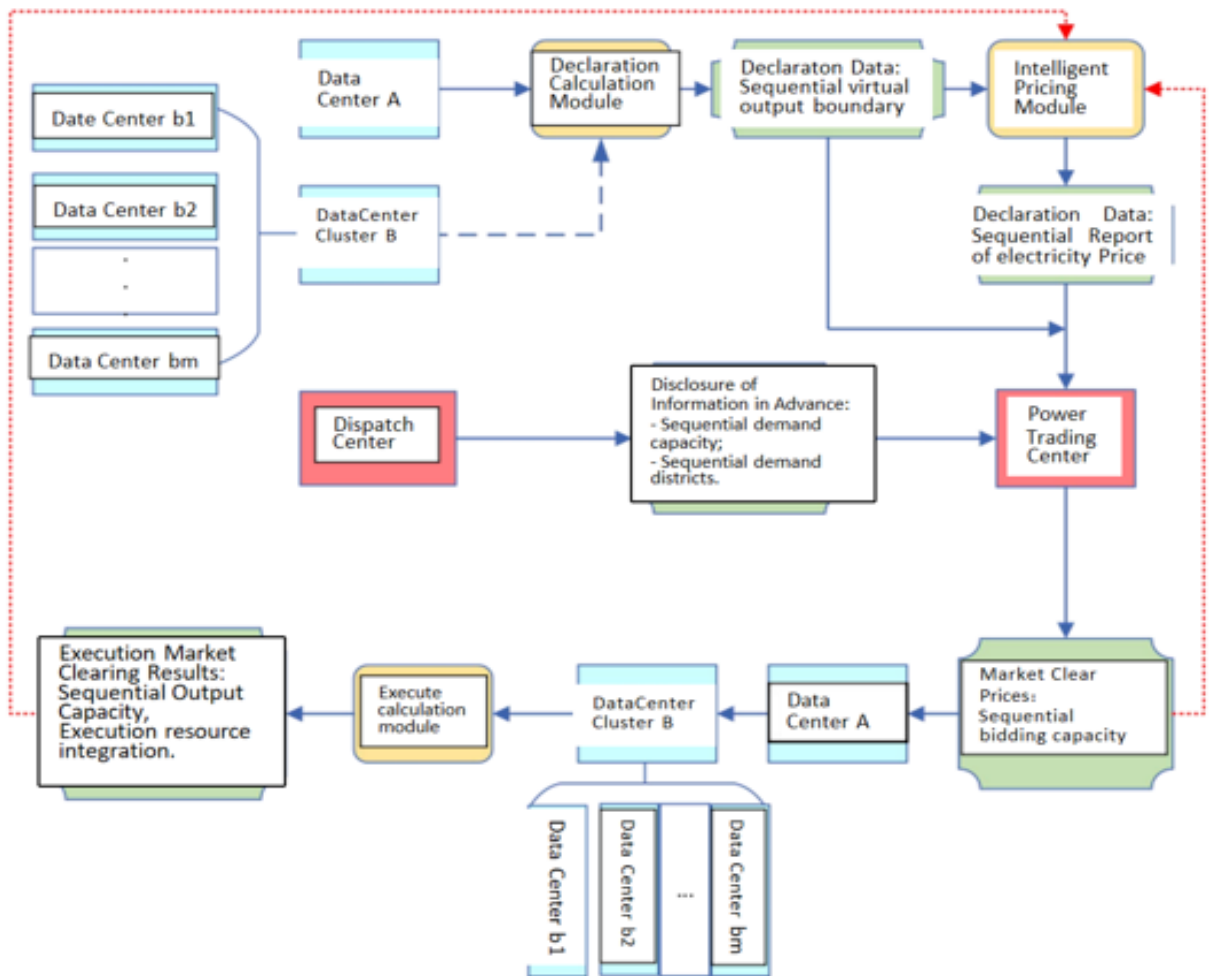 Data
Center A
Declaration
Calculation
Module
Declaraton Data:
Sequential virtual
output boundary
Intelligent
Pricing
Module
Date Center b1
Data Center b2
.
.
.
Data Center bm
DataCenter
Cluster B
Declaration Data:
Sequential Report
of electricity Price
Dispatch
Center
Disclosure of
Information in Advance:
- Sequential demand
capacity;
- Sequential demand
districts.
Power
Trading
Center
Execution Market
Clearing Results:
Sequential Output
Capacity,
Execution resource
integration.
Execute
calculation
module
DataCenter
Cluster B
Data
Center A
Market Clear
Prices:
Sequential
bidding capacity
Data Center b1
Data Center b2
...
Data Center bm